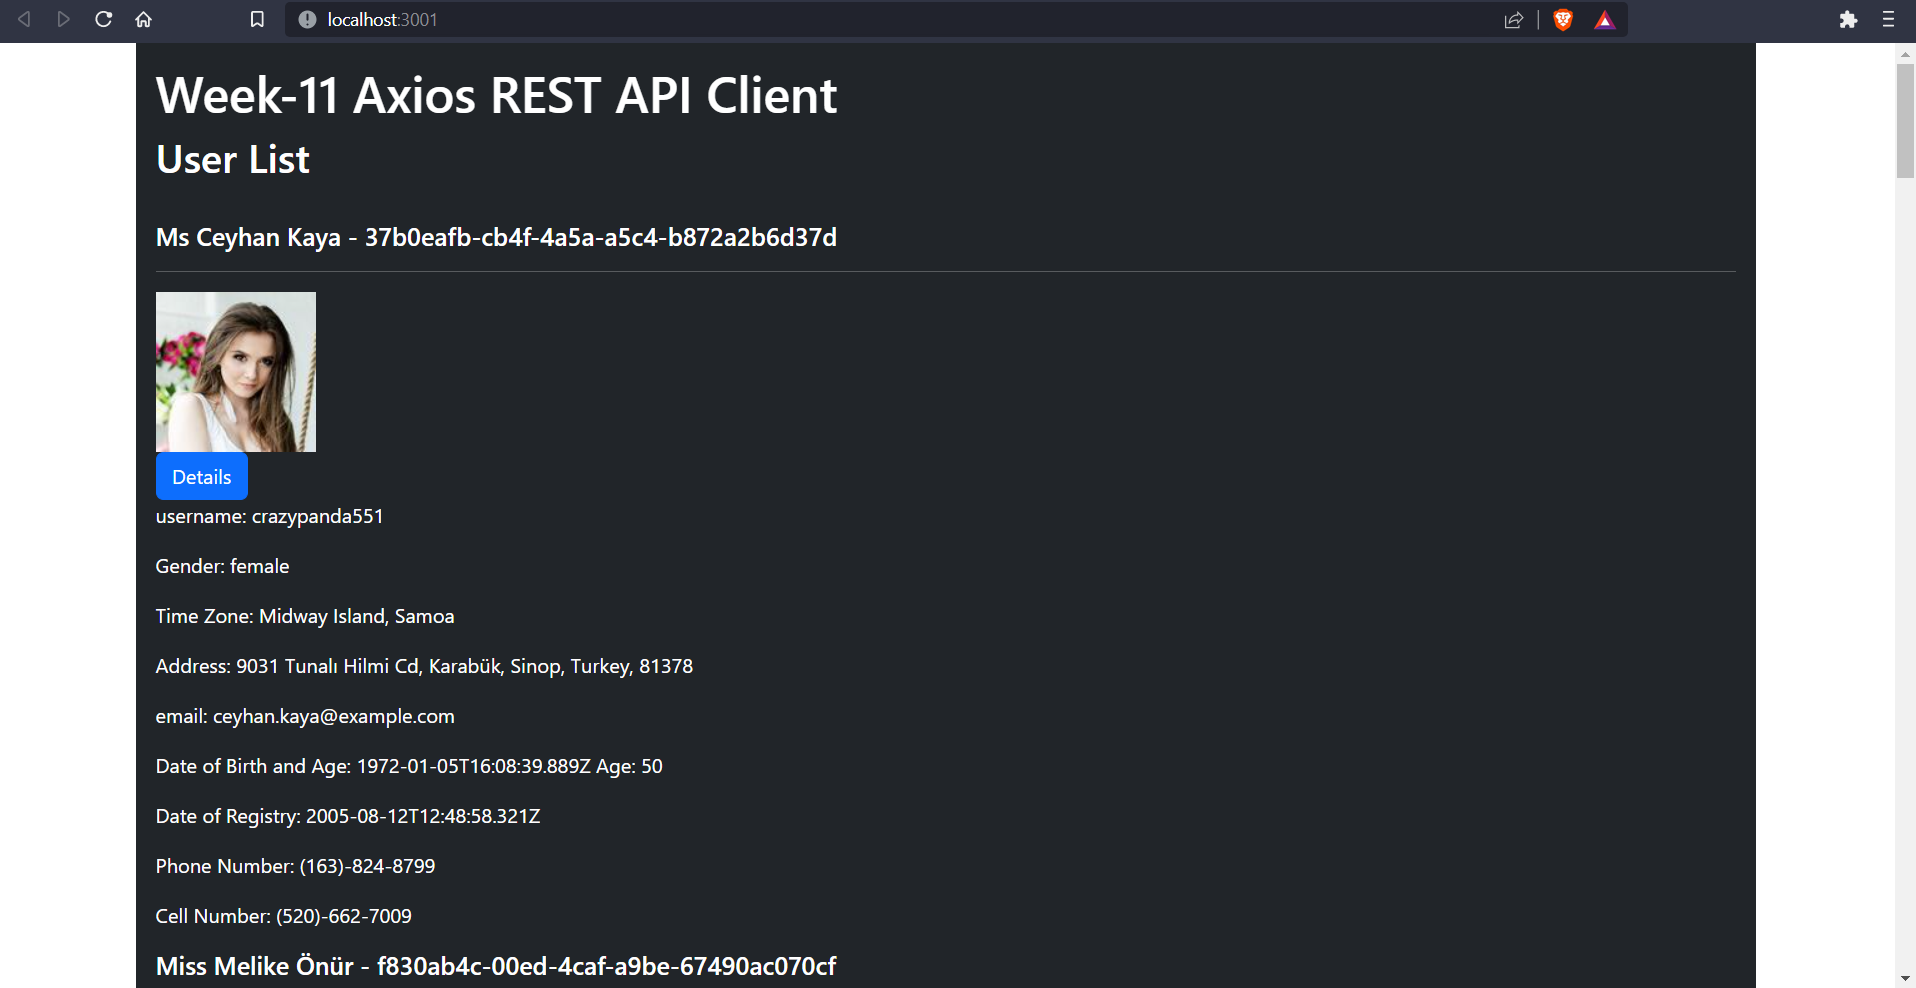 localhost:3001
Week-11 Axios REST API Client
User List
Ms Ceyhan Kaya - 37b0eafb-cb4f-4a5a-a5c4-b872a2b6d37d
Details
username: crazypanda551
Gender: female
Time Zone: Midway Island, Samoa
Address: 9031 Tunalı Hilmi Cd, Karabük, Sinop, Turkey, 81378
email: ceyhan.kaya@example.com
Date of Birth and Age: 1972-01-05T16:08:39.889Z Age: 50
Date of Registry: 2005-08-12T12:48:58.321Z
Phone Number: (163)-824-8799
Cell Number: (520)-662-7009
Miss Melike Önür - f830ab4c-00ed-4caf-a9be-67490ac070cf